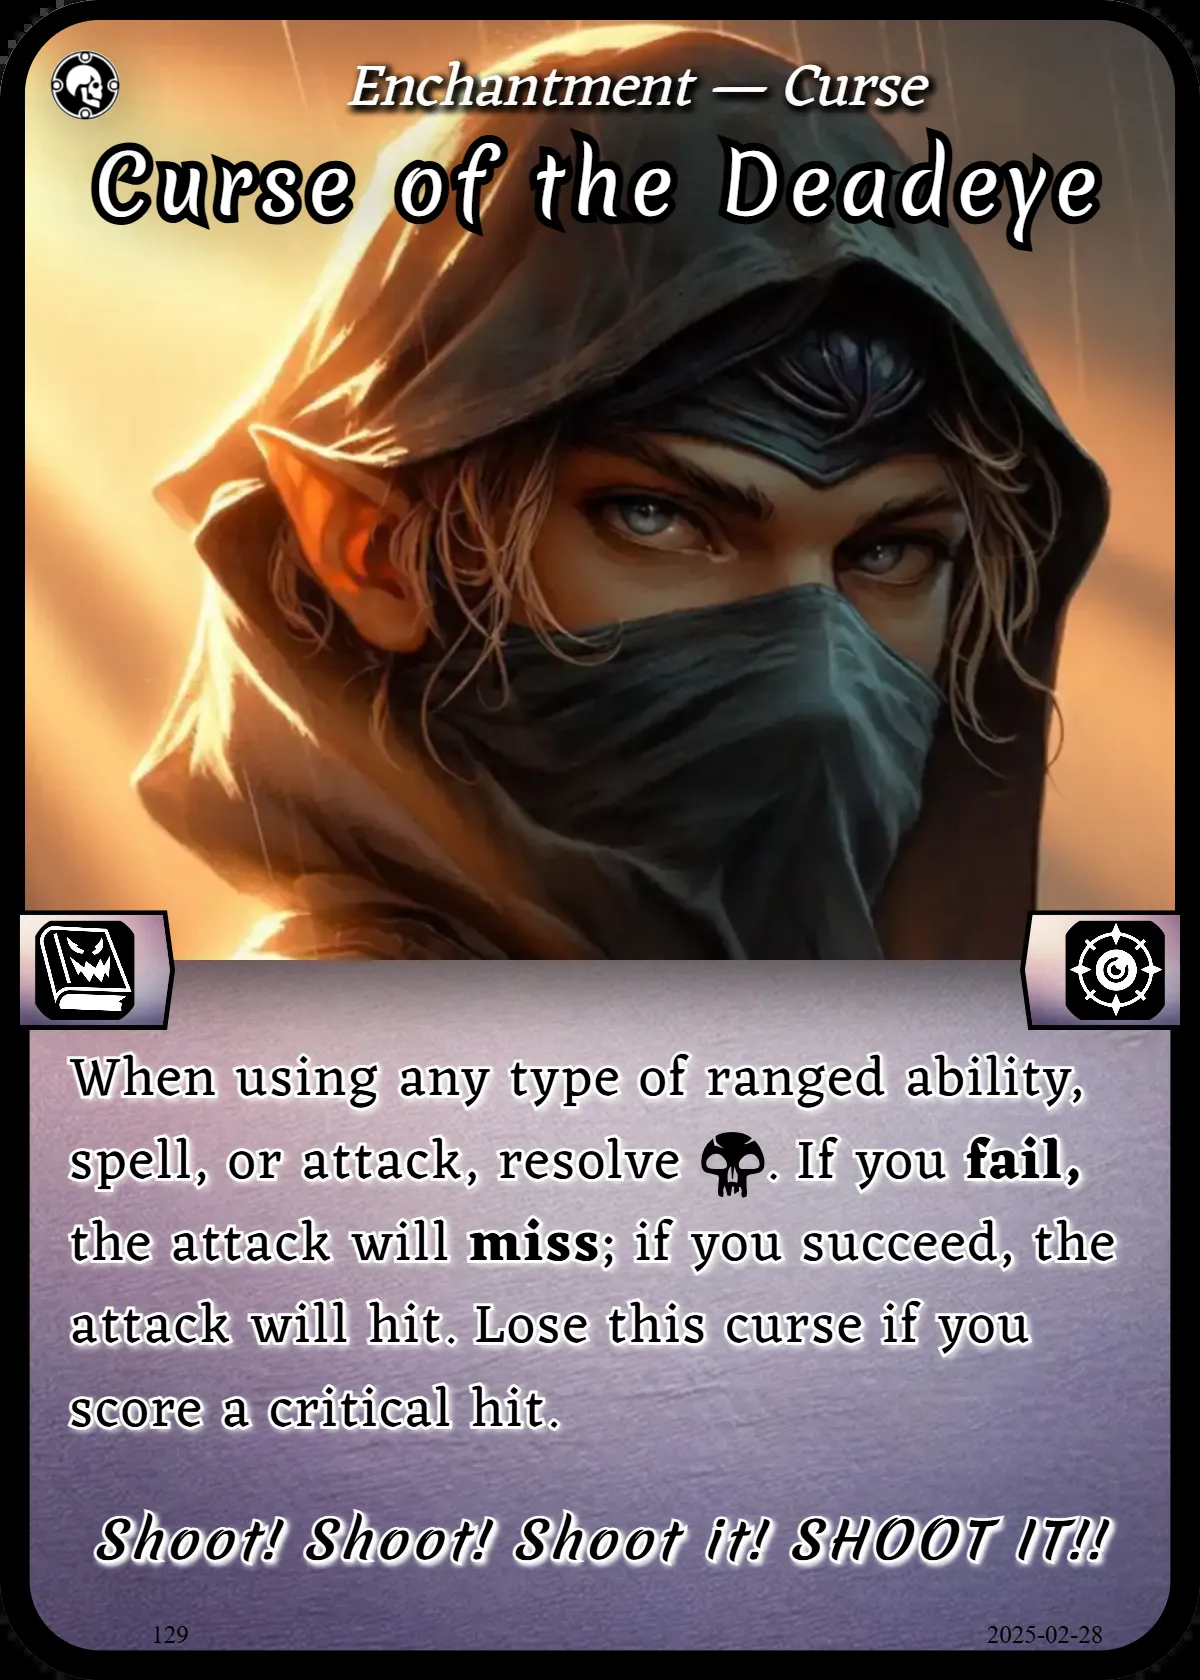 Enchantment — Curse
Curse of the Deadeye
When using any type of ranged ability,
spell, or attack, resolve . If you fail,
the attack will miss; if you succeed, the
attack will hit. Lose this curse if you
score a critical hit.
Shoot! Shoot! Shoot it! SHOOT IT!!
129
2025-02-28